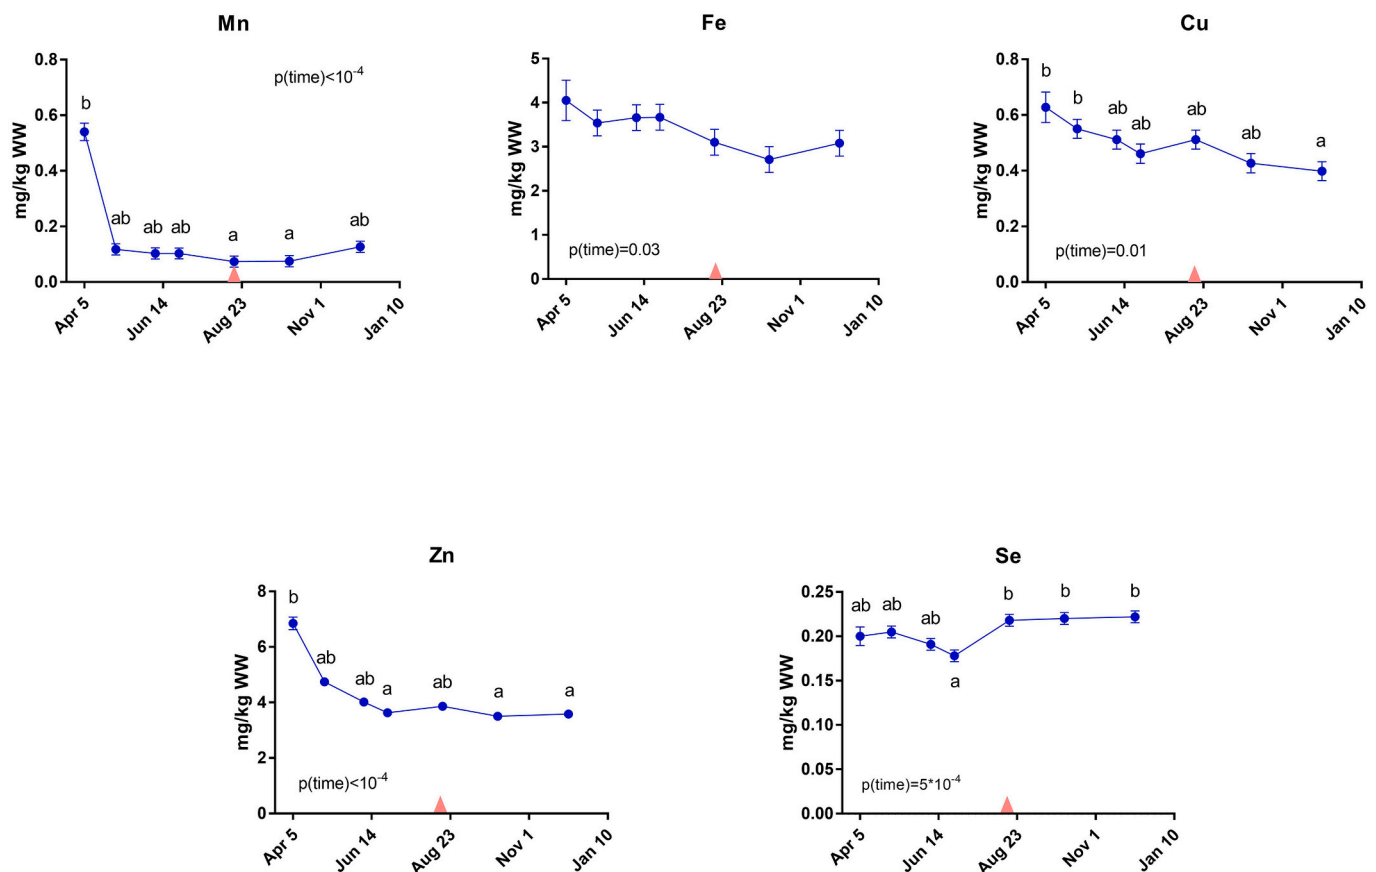 Mn
mg/kg WW
0.8
0.6
0.4
0.2
0.0
p(time)<10-4
b
ab
ab
ab
a
a
ab
Apr 5
Jun 14
Aug 23
Nov 1
Jan 10
Fe
mg/kg WW
5
4
3
2
1
0
p(time)=0.03
Apr 5
Jun 14
Aug 23
Nov 1
Jan 10
Cu
mg/kg WW
0.8
0.6
0.4
0.2
0.0
b
b
ab
ab
ab
ab
a
p(time)=0.01
Apr 5
Jun 14
Aug 23
Nov 1
Jan 10
Zn
mg/kg WW
8
6
4
2
0
b
ab
ab
a
ab
a
a
p(time)<10-4
Apr 5
Jun 14
Aug 23
Nov 1
Jan 10
Se
mg/kg WW
0.25
0.20
0.15
0.10
0.05
0.00
ab
ab
ab
a
b
b
b
p(time)=5*10-4
Apr 5
Jun 14
Aug 23
Nov 1
Jan 10